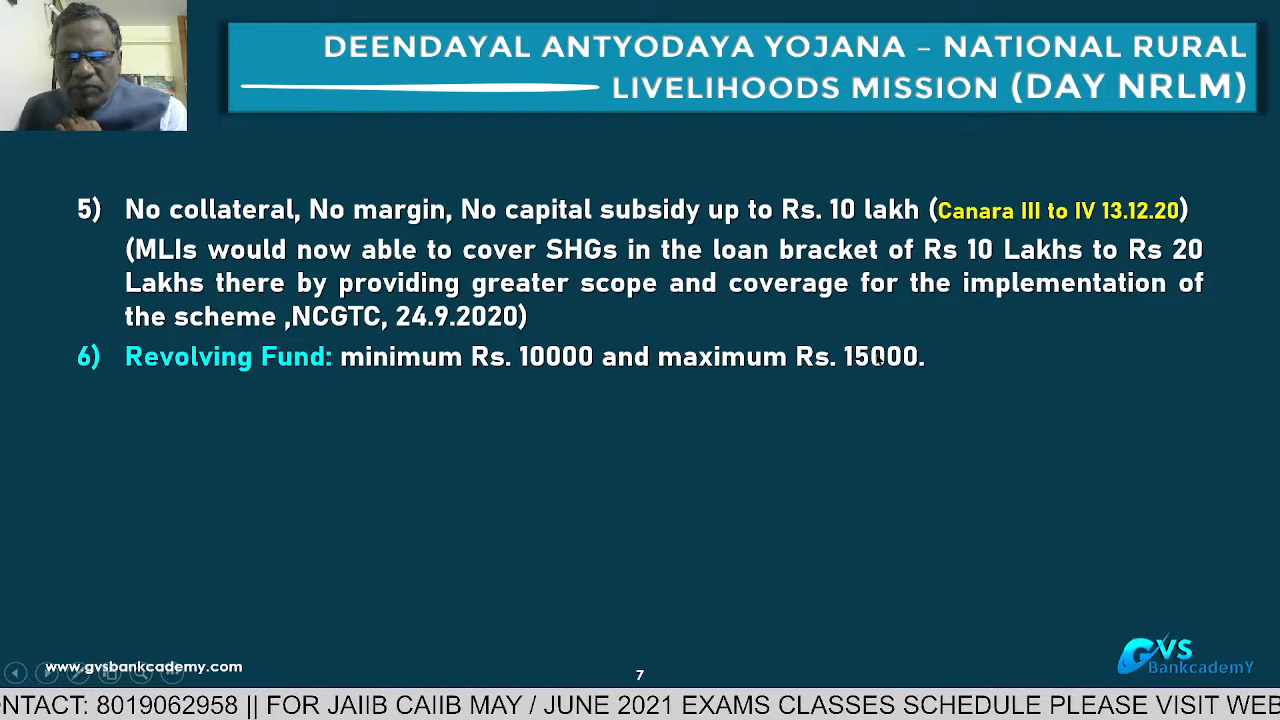 DEENDAYAL ANTYODAYA YOJANA – NATIONAL RURAL
LIVELIHOODS MISSION (DAY NRLM)
5) No collateral, No margin, No capital subsidy up to Rs. 10 lakh (Canara III to IV 13.12.20)
(MLIs would now able to cover SHGs in the loan bracket of Rs 10 Lakhs to Rs 20
Lakhs there by providing greater scope and coverage for the implementation of
the scheme ,NCGTC, 24.9.2020)
6) Revolving Fund: minimum Rs. 10000 and maximum Rs. 15000.
www.gvsbankcademy.com
7
GVS
BankcademY
ONTACT: 8019062958 || FOR JAIIB CAIIB MAY / JUNE 2021 EXAMS CLASSES SCHEDULE PLEASE VISIT WEB